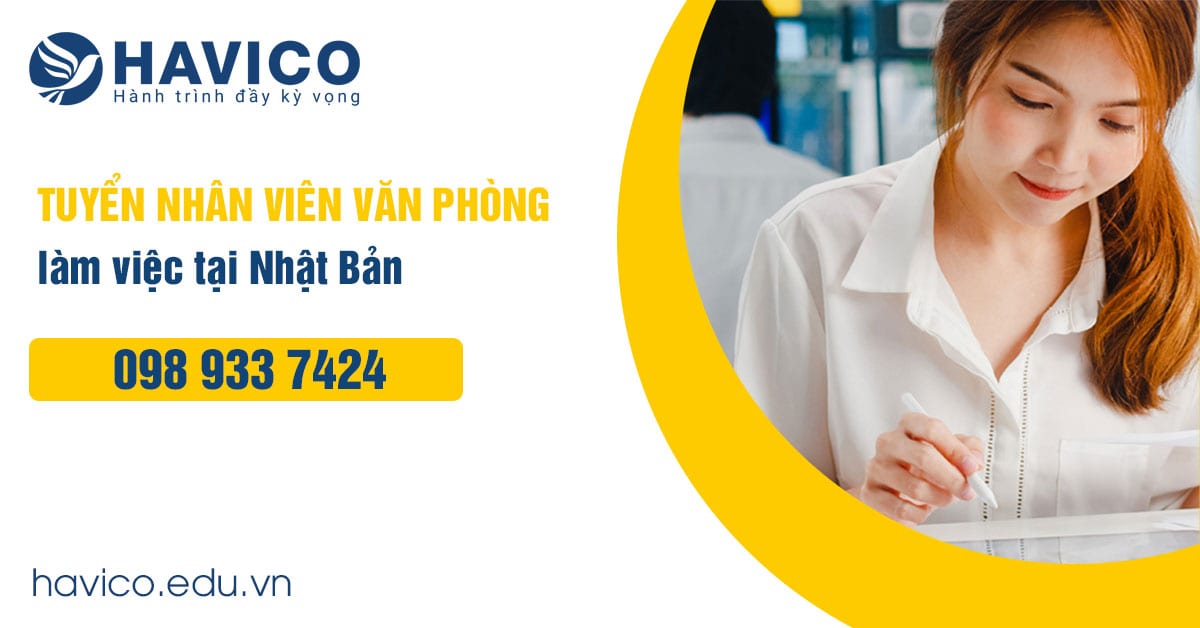 HAVICO
Hành trình đầy kỳ vọng
TUYỂN NHÂN VIÊN VĂN PHÒNG
làm việc tại Nhật Bản
098 933 7424
havico.edu.vn